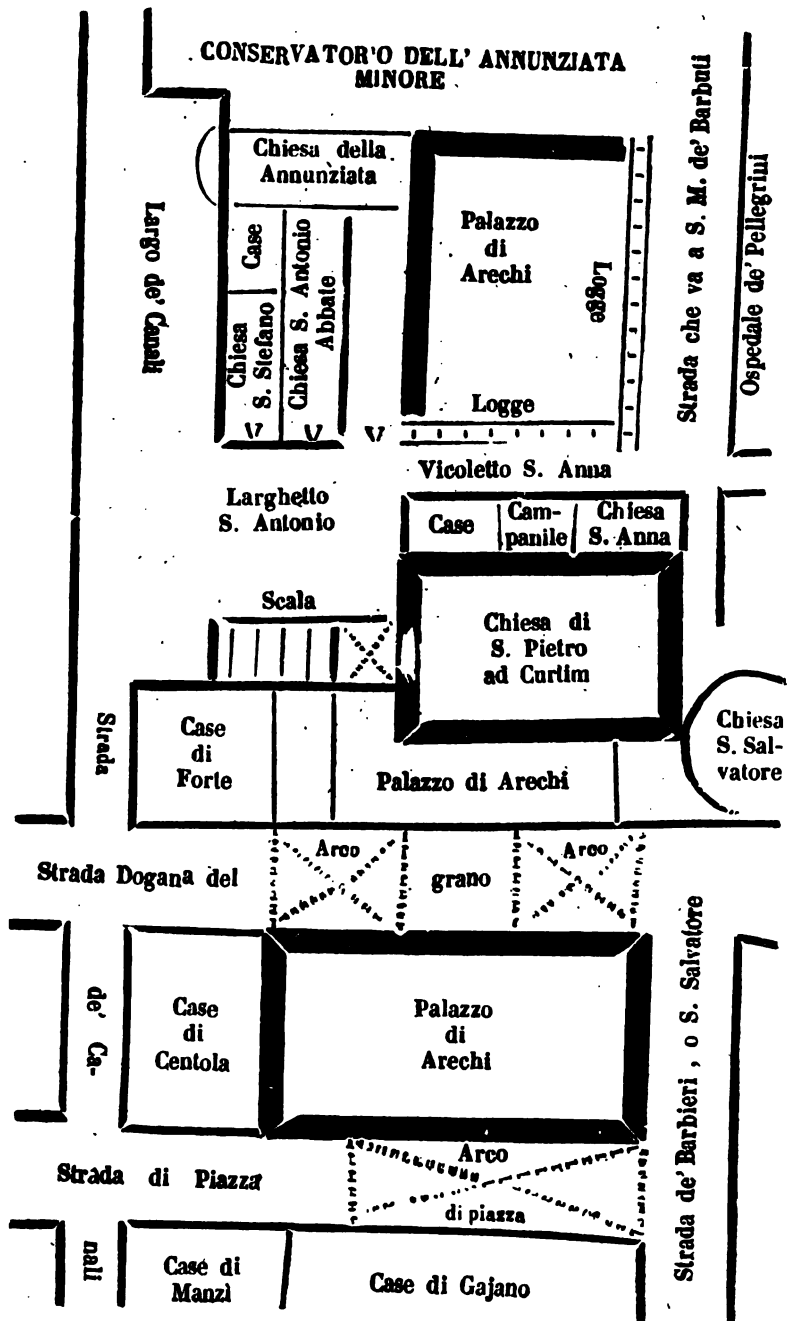 CONSERVATOR'O DELL' ANNUNZIATA
MINORE
Chiesa della
Annunziata
Largo de' Canali
Case
Chiesa
S. Stefano
Chiesa S. Antonio
Abbate
Palazzo
di
Arechi
Logge
Logge
Strada che va a S. M. de' Barbuti
Ospedale de' Pellegrini
Vicoletto S. Anna
Larghetto
S. Antonio
Case
Cam-
panile
Chiesa
S. Anna
Scala
Chiesa di
S. Pietro
ad Curtim
Strada
Case
di
Forte
Palazzo di Arechi
Chiesa
S. Sal-
vatore
Arco
Arco
Strada Dogana del grano
de' Ca-
Case
di
Centola
Palazzo
di
Arechi
Strada de' Barbieri, o S. Salvatore
Arco
Strada di Piazza
di piazza
nali
Case di
Manzì
Case di Gajano